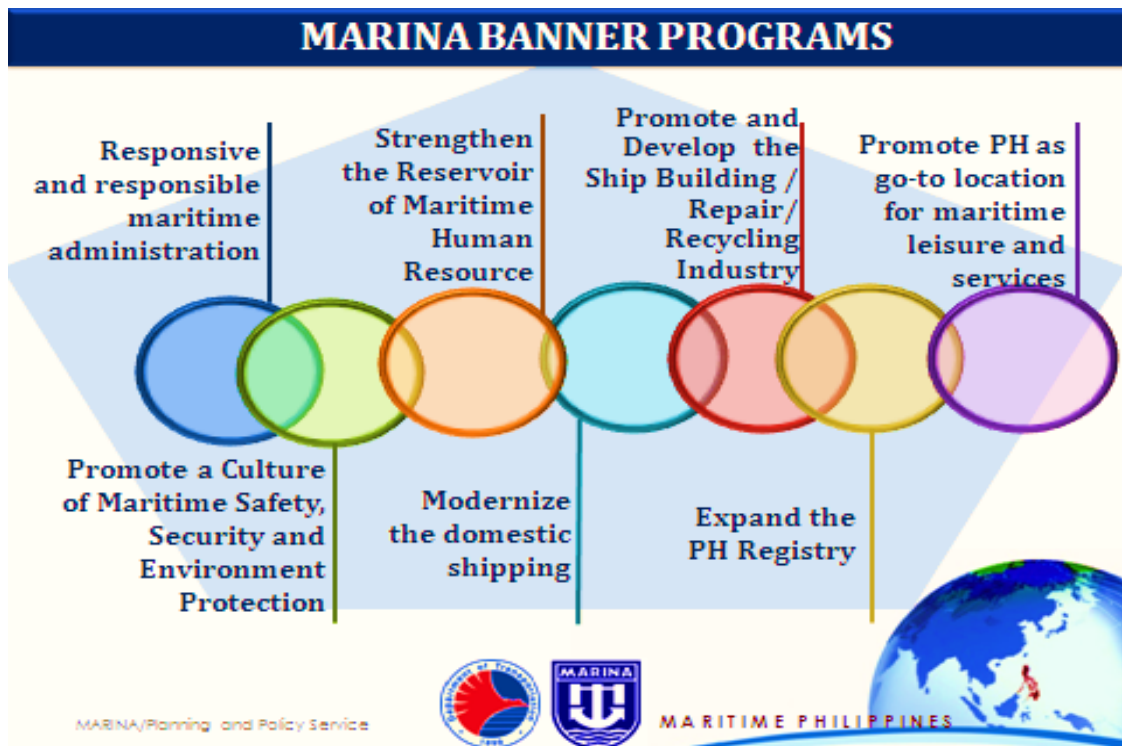 MARINA BANNER PROGRAMS
Responsive
and responsible
maritime
administration
Strengthen
the Reservoir
of Maritime
Human
Resource
Promote and
Develop the
Ship Building /
Repair/
Recycling
Industry
Promote PH as
go-to location
for maritime
leisure and
services
Promote a Culture
of Maritime Safety,
Security and
Environment
Protection
Modernize
the domestic
shipping
Expand the
PH Registry
MARINA/Planning and Policy Service
Department of Transportation
MARINA
MARITIME PHILIPPINES